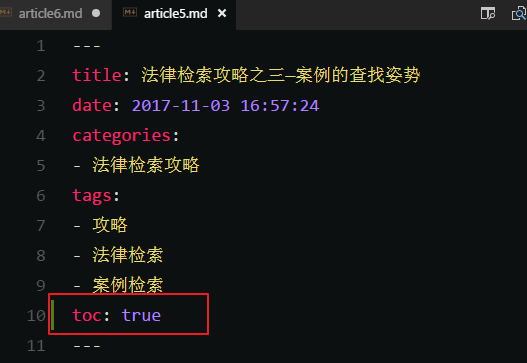 article6.md article5.md
1 ---
2 title: 法律检索攻略之三—案例的查找姿势
3 date: 2017-11-03 16:57:24
4 categories:
5 - 法律检索攻略
6 tags:
7 - 攻略
8 - 法律检索
9 - 案例检索
10 toc: true
11 ---